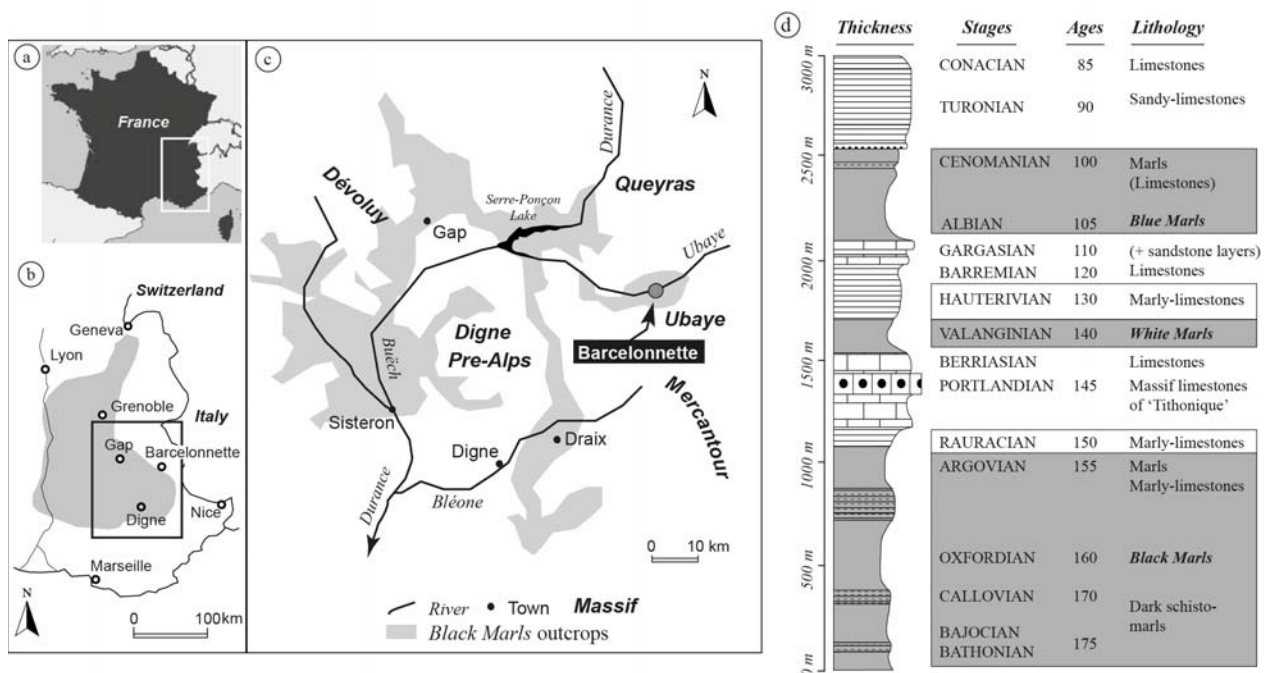 a
France
b
Switzerland
Geneva
Lyon
Grenoble
Italy
Gap
Barcelonnette
Digne
Nice
Marseille
N
0 100km
c
N
Durance
Queyras
Dévoluy
Serre-Ponçon
Lake
Gap
Ubaye
Ubaye
Digne
Pre-Alps
Barcelonnette
Buëch
Mercantour
Sisteron
Digne
Draix
Durance
Bléone
0 10 km
River Town Massif
Black Marls outcrops
d
Thickness Stages Ages Lithology
3000 m
CONACIAN 85 Limestones
TURONIAN 90 Sandy-limestones
2500 m
CENOMANIAN 100 Marls
(Limestones)
ALBIAN 105 Blue Marls
GARGASIAN 110 (+ sandstone layers)
2000 m
BARREMIAN 120 Limestones
HAUTERIVIAN 130 Marly-limestones
VALANGINIAN 140 White Marls
1500 m
BERRIASIAN Limestones
PORTLANDIAN 145 Massif limestones
of 'Tithonique'
RAURACIAN 150 Marly-limestones
1000 m
ARGOVIAN 155 Marls
Marly-limestones
500 m
OXFORDIAN 160 Black Marls
CALLOVIAN 170 Dark schisto-
marls
BAJOCIAN 175
BATHONIAN
0 m